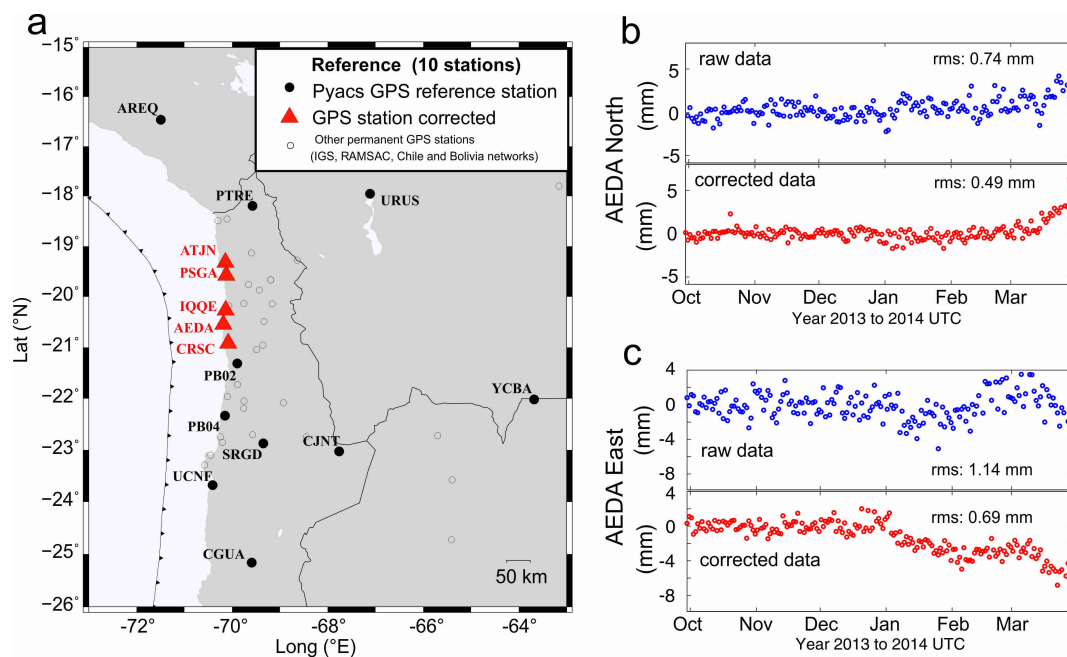 a
−15°
−16°
−17°
−18°
−19°
−20°
−21°
−22°
−23°
−24°
−25°
−26°
Lat (°N)
-72
-70
-68
-66
-64
Long (°E)
Reference (10 stations)
Pyacs GPS reference station
GPS station corrected
Other permanent GPS stations
(IGS, RAMSAC, Chile and Bolivia networks)
AREQ
PTRE
URUS
ATJN
PSGA
IQQE
AEDA
CRSC
PB02
YCBA
PB04
SRGD
CJNT
UCNF
CGUA
50 km
b
raw data
rms: 0.74 mm
5
0
-5
(mm)
AEDA North
corrected data
rms: 0.49 mm
5
0
-5
(mm)
Oct
Nov
Dec
Jan
Feb
Mar
Year 2013 to 2014 UTC
c
4
0
-4
-8
(mm)
raw data
rms: 1.14 mm
AEDA East
4
0
-4
-8
(mm)
rms: 0.69 mm
corrected data
Oct
Nov
Dec
Jan
Feb
Mar
Year 2013 to 2014 UTC